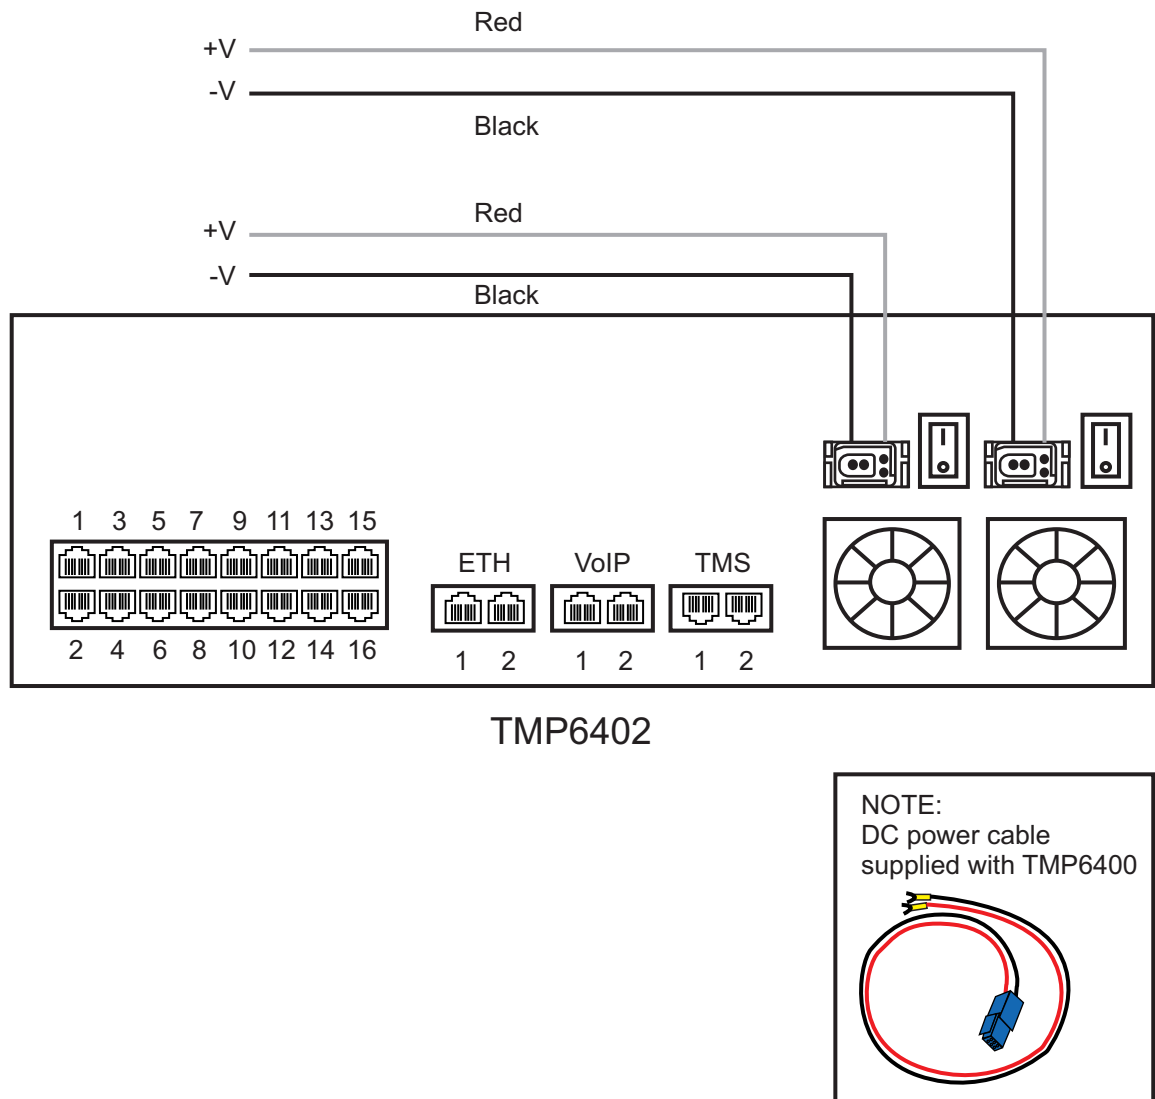 Red
+V
-V
Black
Red
+V
-V
Black
1 3 5 7 9 11 13 15
ETH VoIP TMS
2 4 6 8 10 12 14 16
1 2 1 2 1 2
TMP6402
NOTE:
DC power cable
supplied with TMP6400